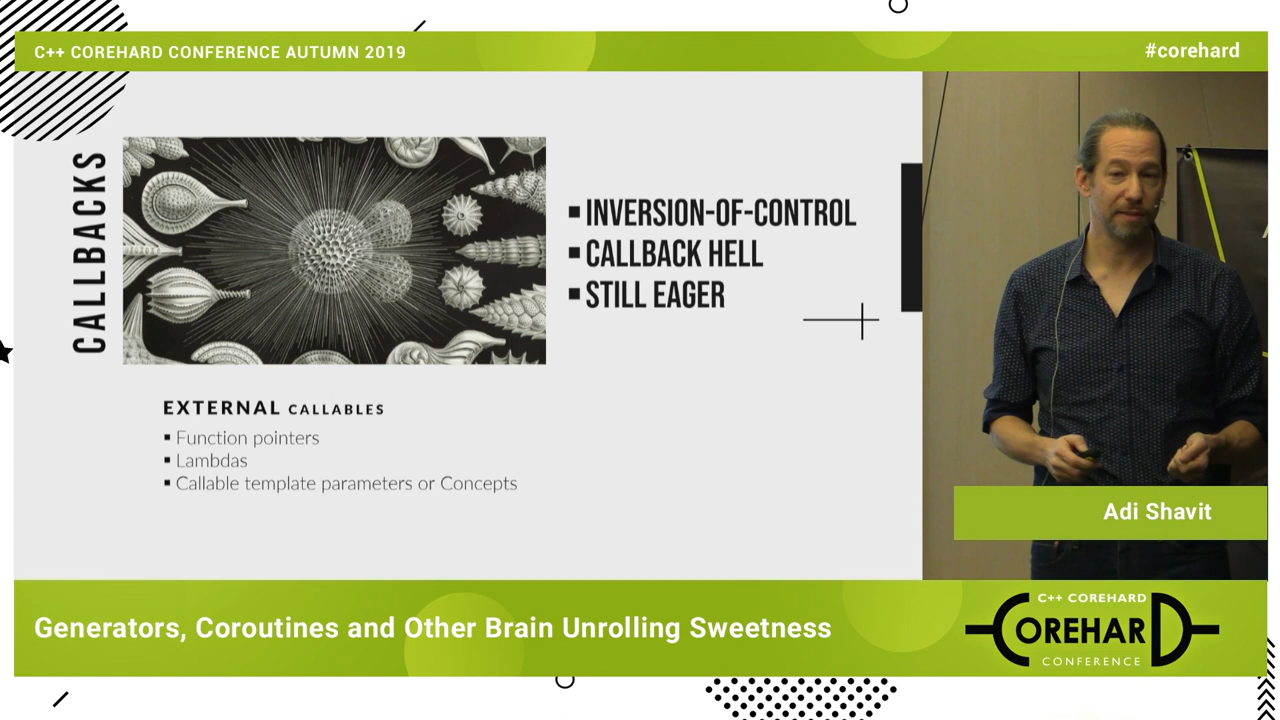 C++ COREHARD CONFERENCE AUTUMN 2019
#corehard
CALLBACKS
INVERSION-OF-CONTROL
CALLBACK HELL
STILL EAGER
EXTERNAL CALLABLES
Function pointers
Lambdas
Callable template parameters or Concepts
Adi Shavit
Generators, Coroutines and Other Brain Unrolling Sweetness
C++ COREHARD
COREHARD
CONFERENCE